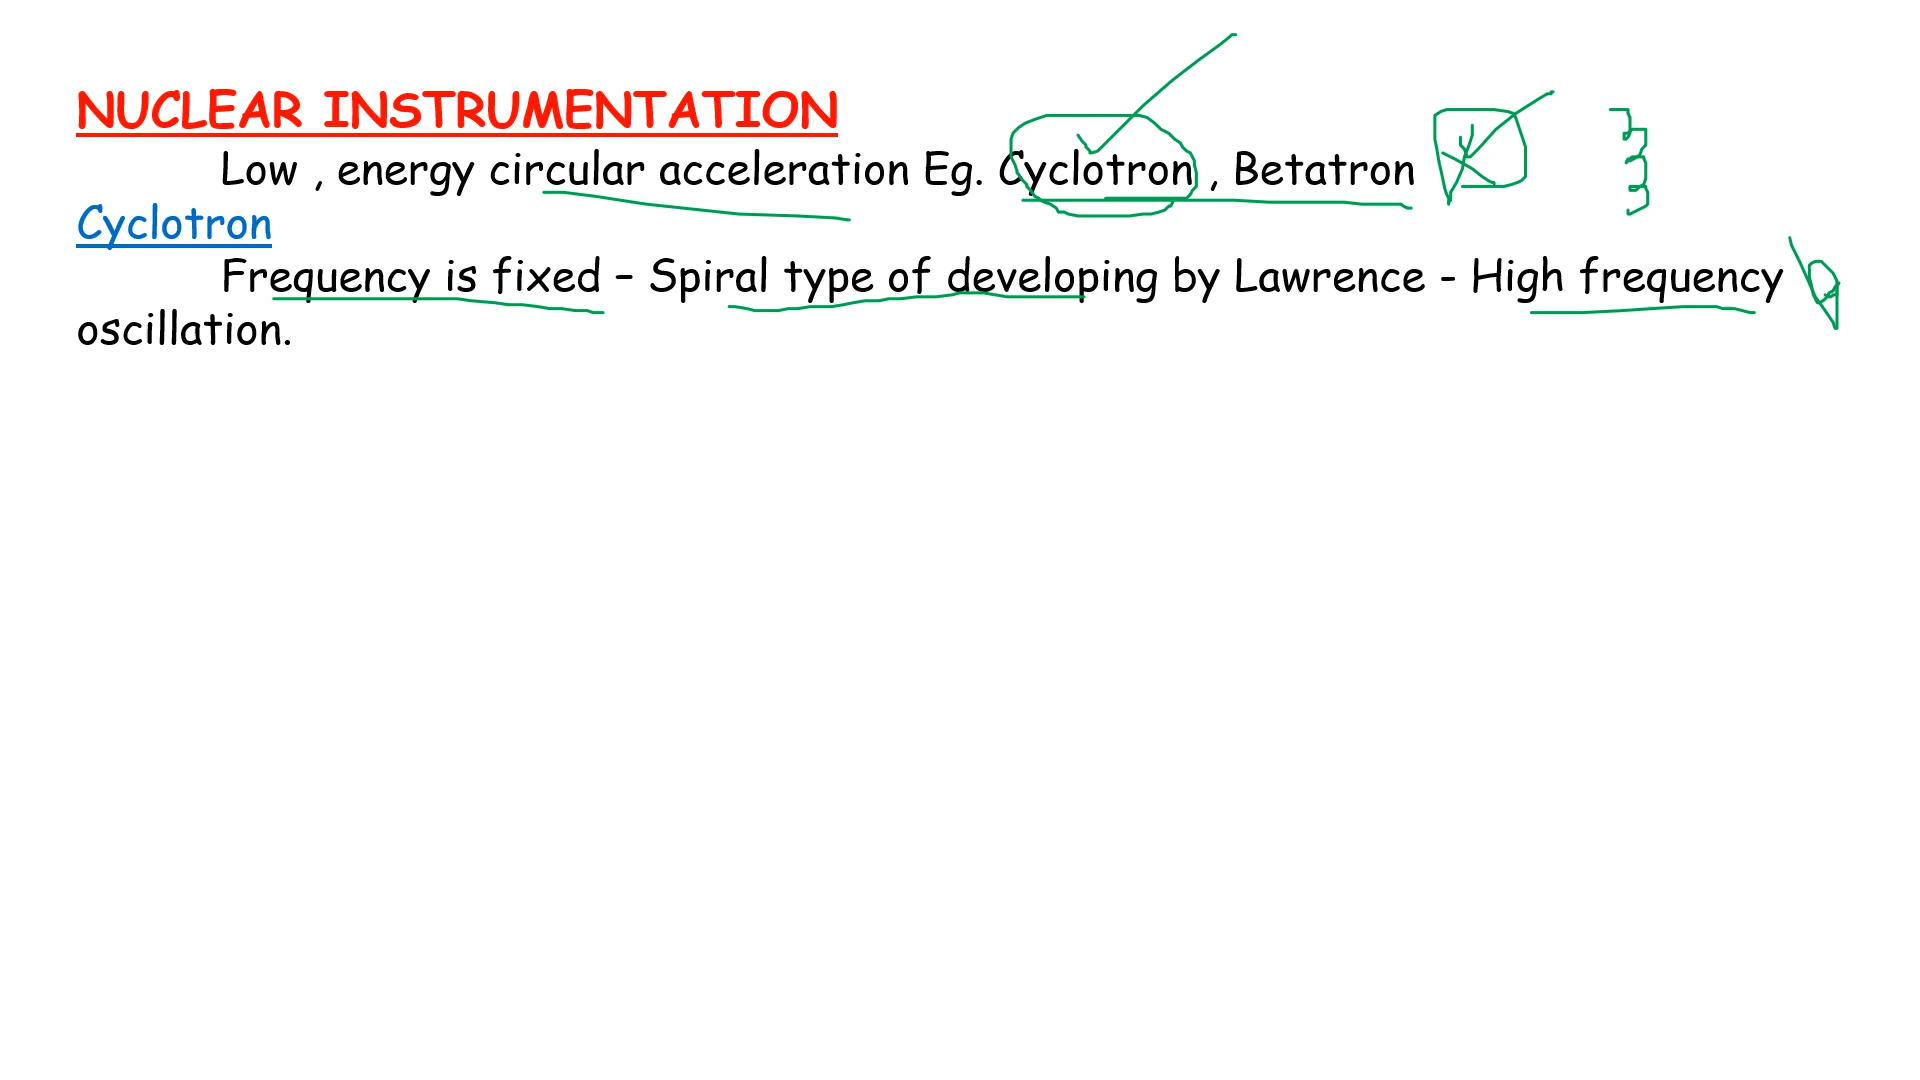 NUCLEAR INSTRUMENTATION
Low , energy circular acceleration Eg. Cyclotron , Betatron
Cyclotron
Frequency is fixed – Spiral type of developing by Lawrence - High frequency
oscillation.